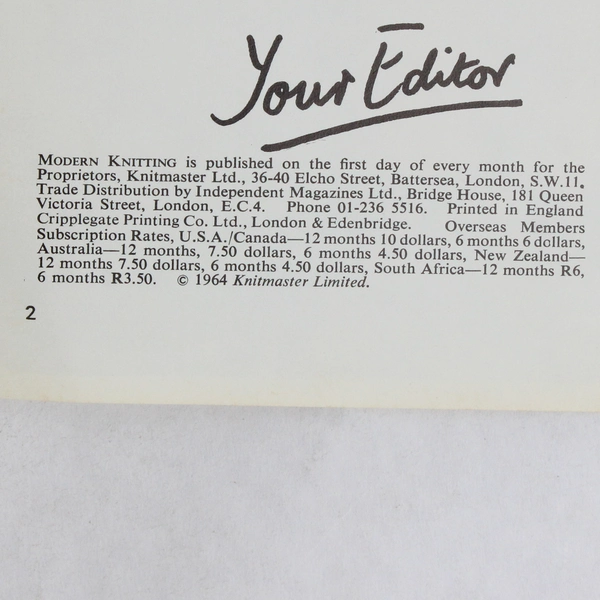 Your Editor
MODERN KNITTING is published on the first day of every month for the
Proprietors, Knitmaster Ltd., 36-40 Elcho Street, Battersea, London, S.W.11.
Trade Distribution by Independent Magazines Ltd., Bridge House, 181 Queen
Victoria Street, London, E.C.4. Phone 01-236 5516. Printed in England
Cripplegate Printing Co. Ltd., London & Edenbridge. Overseas Members
Subscription Rates, U.S.A./Canada—12 months 10 dollars, 6 months 6 dollars,
Australia—12 months, 7.50 dollars, 6 months 4.50 dollars, New Zealand—
12 months 7.50 dollars, 6 months 4.50 dollars, South Africa—12 months R6,
6 months R3.50. © 1964 Knitmaster Limited.
2